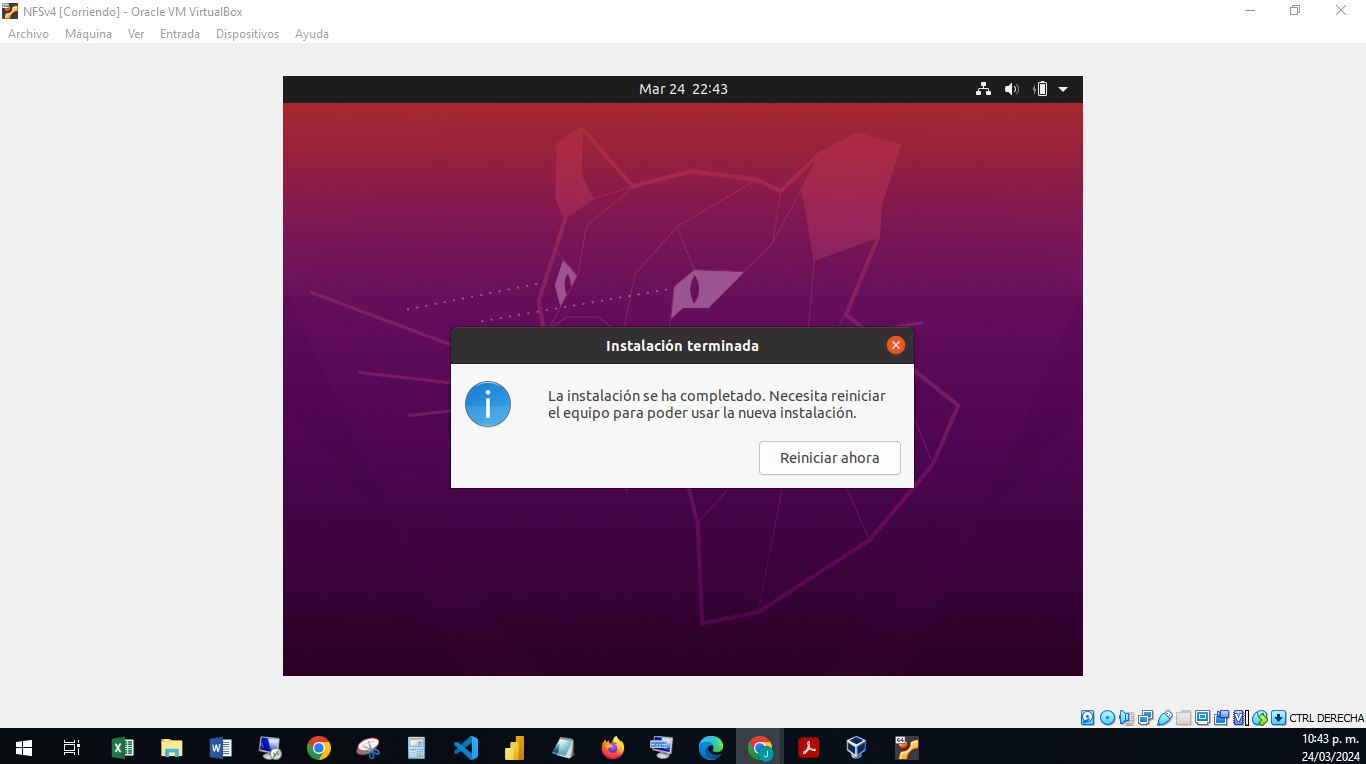 NFSv4 [Corriendo] - Oracle VM VirtualBox
Archivo Máquina Ver Entrada Dispositivos Ayuda
Mar 24 22:43
Instalación terminada
La instalación se ha completado. Necesita reiniciar
el equipo para poder usar la nueva instalación.
Reiniciar ahora
CTRL DERECHA
10:43 p. m.
24/03/2024